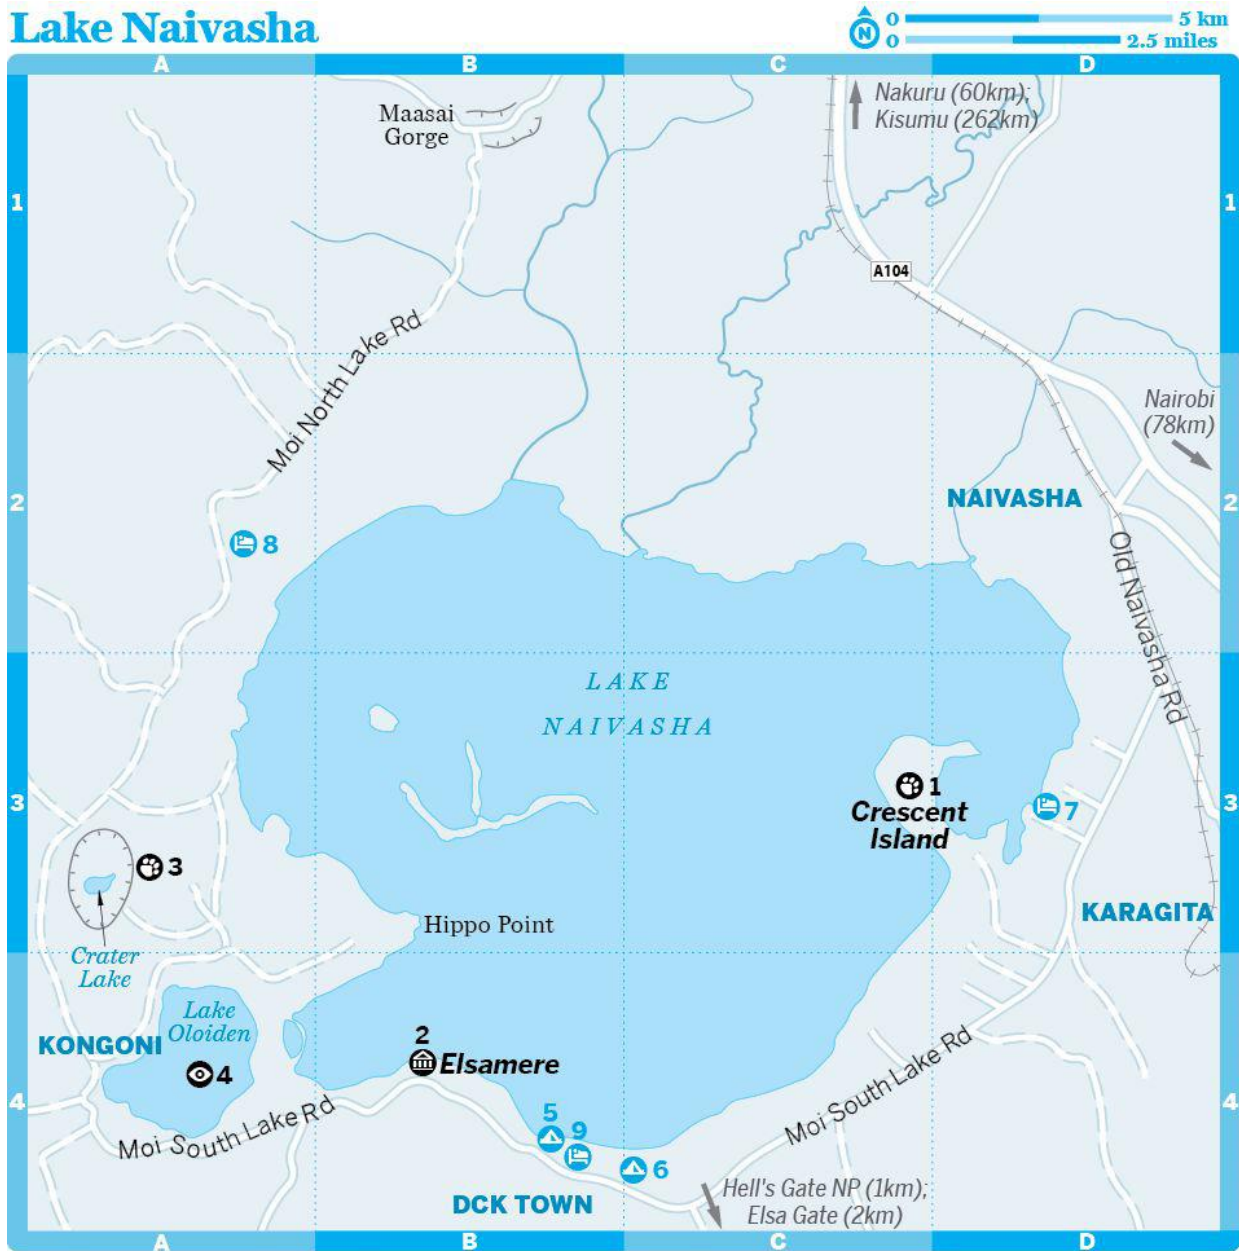 Lake Naivasha
N
0 5 km
0 2.5 miles
A B C D
Maasai
Gorge
Nakuru (60km);
Kisumu (262km)
1 1
A104
Moi North Lake Rd
Nairobi
(78km)
2 2
NAIVASHA
8
Old Naivasha Rd
LAKE
NAIVASHA
3 3
1
Crescent
Island
7
3
KARAGITA
Hippo Point
Crater
Lake
Lake
Oloiden
KONGONI
2
Elsamere
4
4 4
Moi South Lake Rd
Moi South Lake Rd
5
9
6
DCK TOWN
Hell's Gate NP (1km);
Elsa Gate (2km)
A B C D